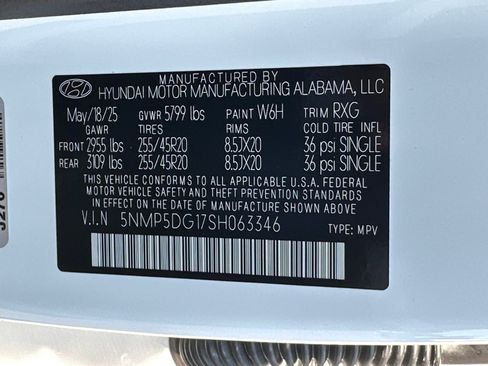 MANUFACTURED BY
HYUNDAI MOTOR MANUFACTURING ALABAMA, LLC
May/18/25 GVWR 5799 lbs PAINT W6H TRIM RXG
GAWR TIRES RIMS COLD TIRE INFL
FRONT 2955 lbs 255/45R20 8.5JX20 36 psi SINGLE
REAR 3109 lbs 255/45R20 8.5JX20 36 psi SINGLE
THIS VEHICLE CONFORMS TO ALL APPLICABLE U.S.A. FEDERAL
MOTOR VEHICLE SAFETY AND THEFT PREVENTION STANDARDS
IN EFFECT ON THE DATE OF MANUFACTURE SHOWN ABOVE.
V.I.N 5NMP5DG17SH063346
TYPE: MPV